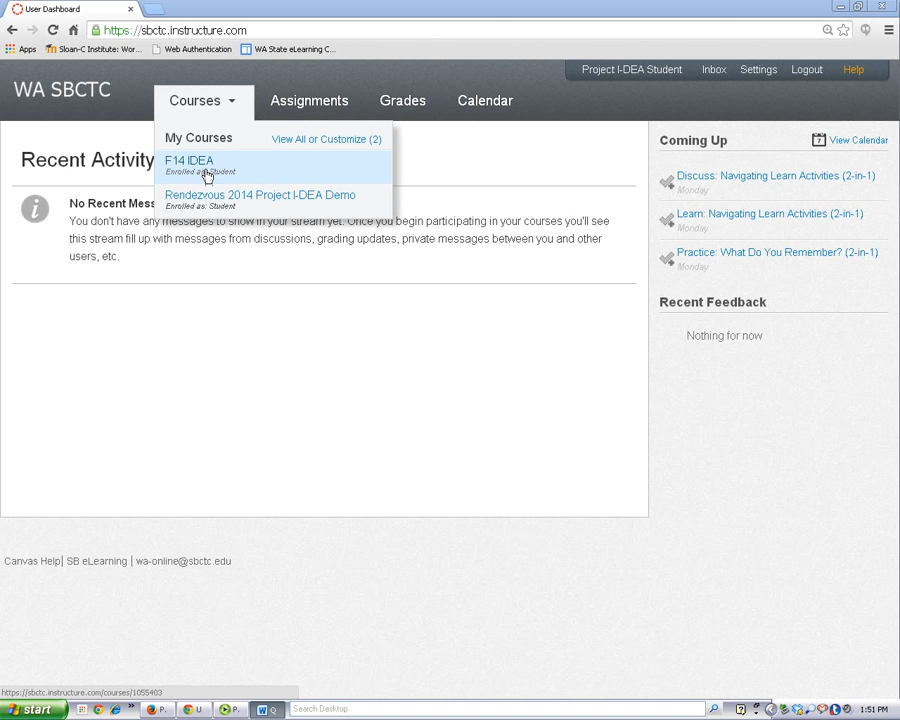 User Dashboard
https://sbctc.instructure.com
Apps
Sloan-C Institute: Wor...
Web Authentication
WA State eLearning C...
Project I-DEA Student
Inbox
Settings
Logout
Help
WA SBCTC
Courses
Assignments
Grades
Calendar
My Courses
View All or Customize (2)
F14 IDEA
Enrolled as: Student
Rendezvous 2014 Project I-DEA Demo
Enrolled as: Student
Recent Activity
No Recent Mess
You don't have any messages to show in your stream yet. Once you begin participating in your courses you'll see
this stream fill up with messages from discussions, grading updates, private messages between you and other
users, etc.
Coming Up
7
View Calendar
Discuss: Navigating Learn Activities (2-in-1)
Monday
Learn: Navigating Learn Activities (2-in-1)
Monday
Practice: What Do You Remember? (2-in-1)
Monday
Recent Feedback
Nothing for now
Canvas Help| SB eLearning | wa-online@sbctc.edu
https://sbctc.instructure.com/courses/1055403
start
P.
U
P.
Q
Search Desktop
1:51 PM